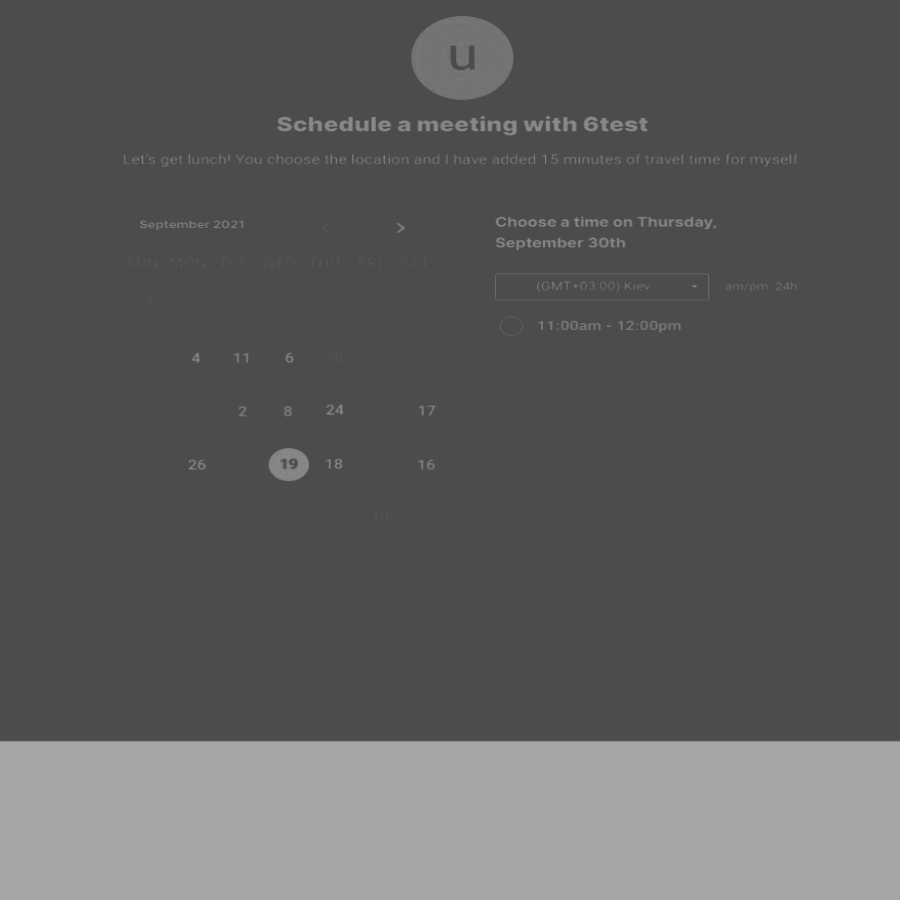 u
Schedule a meeting with 6test
Let's get lunch! You choose the location and I have added 15 minutes of travel time for myself.
September 2021 < >
SUN MON TUE WED THU FRI SAT
5
4 11 6 28
2 8 24 17
26 19 18 16
19
Choose a time on Thursday,
September 30th
(GMT+03:00) Kiev
am/pm 24h
11:00am - 12:00pm